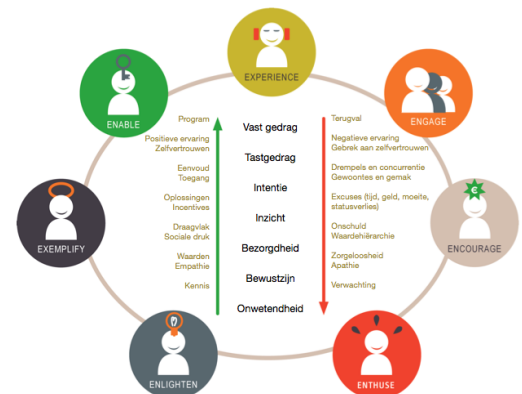 EXPERIENCE
ENABLE
ENGAGE
EXEMPLIFY
€
ENCOURAGE
ENLIGHTEN
ENTHUSE
Program
Positieve ervaring
Zelfvertrouwen
Eenvoud
Toegang
Oplossingen
Incentives
Draagvlak
Sociale druk
Waarden
Empathie
Kennis
Vast gedrag
Tastgedrag
Intentie
Inzicht
Bezorgdheid
Bewustzijn
Onwetendheid
Terugval
Negatieve ervaring
Gebrek aan zelfvertrouwen
Drempels en concurrentie
Gewoontes en gemak
Excuses (tijd, geld, moeite,
statusverlies)
Onschuld
Waardehiërarchie
Zorgeloosheid
Apathie
Verwachting